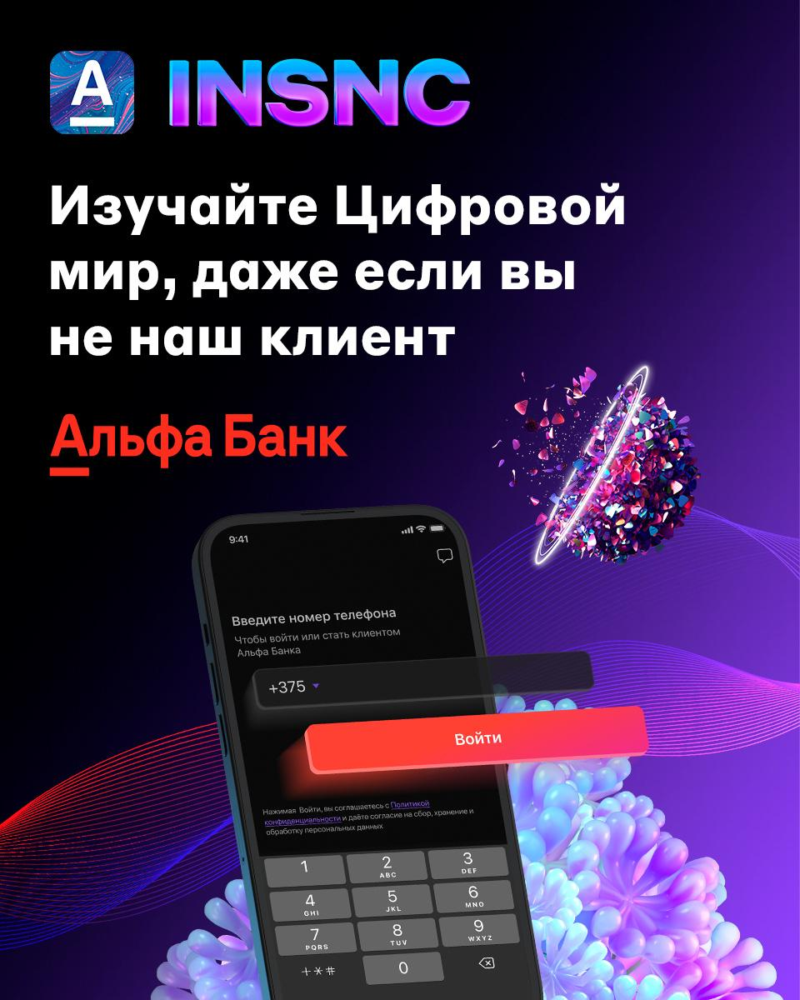 А INSNC
Изучайте Цифровой
мир, даже если вы
не наш клиент
Альфа Банк
9:41
Введите номер телефона
Чтобы войти или стать клиентом
Альфа Банка
+375
Войти
Нажимая Войти, вы соглашаетесь с Политикой
конфиденциальности и даёте согласие на сбор, хранение и
обработку персональных данных
1 2 3
ABC DEF
4 5 6
GHI JKL MNO
7 8 9
PQRS TUV WXYZ
+ * # 0